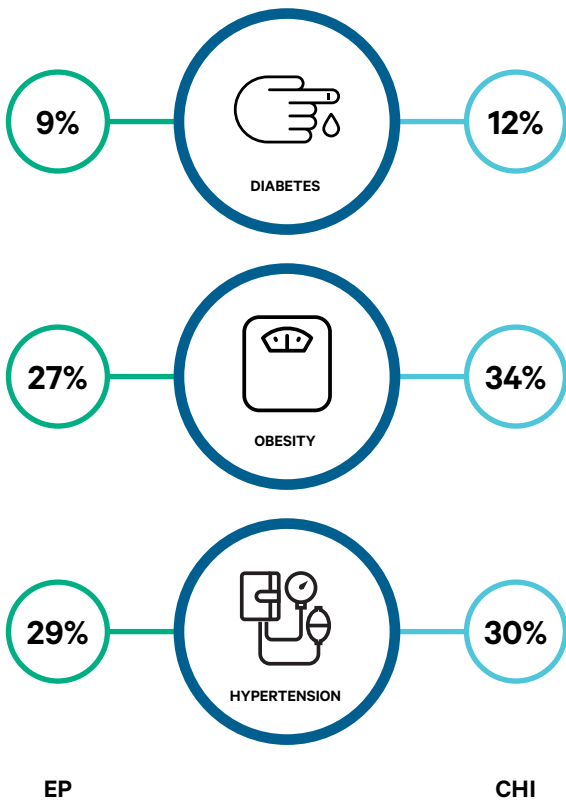 9%
12%
DIABETES
27%
34%
OBESITY
29%
30%
HYPERTENSION
EP
CHI